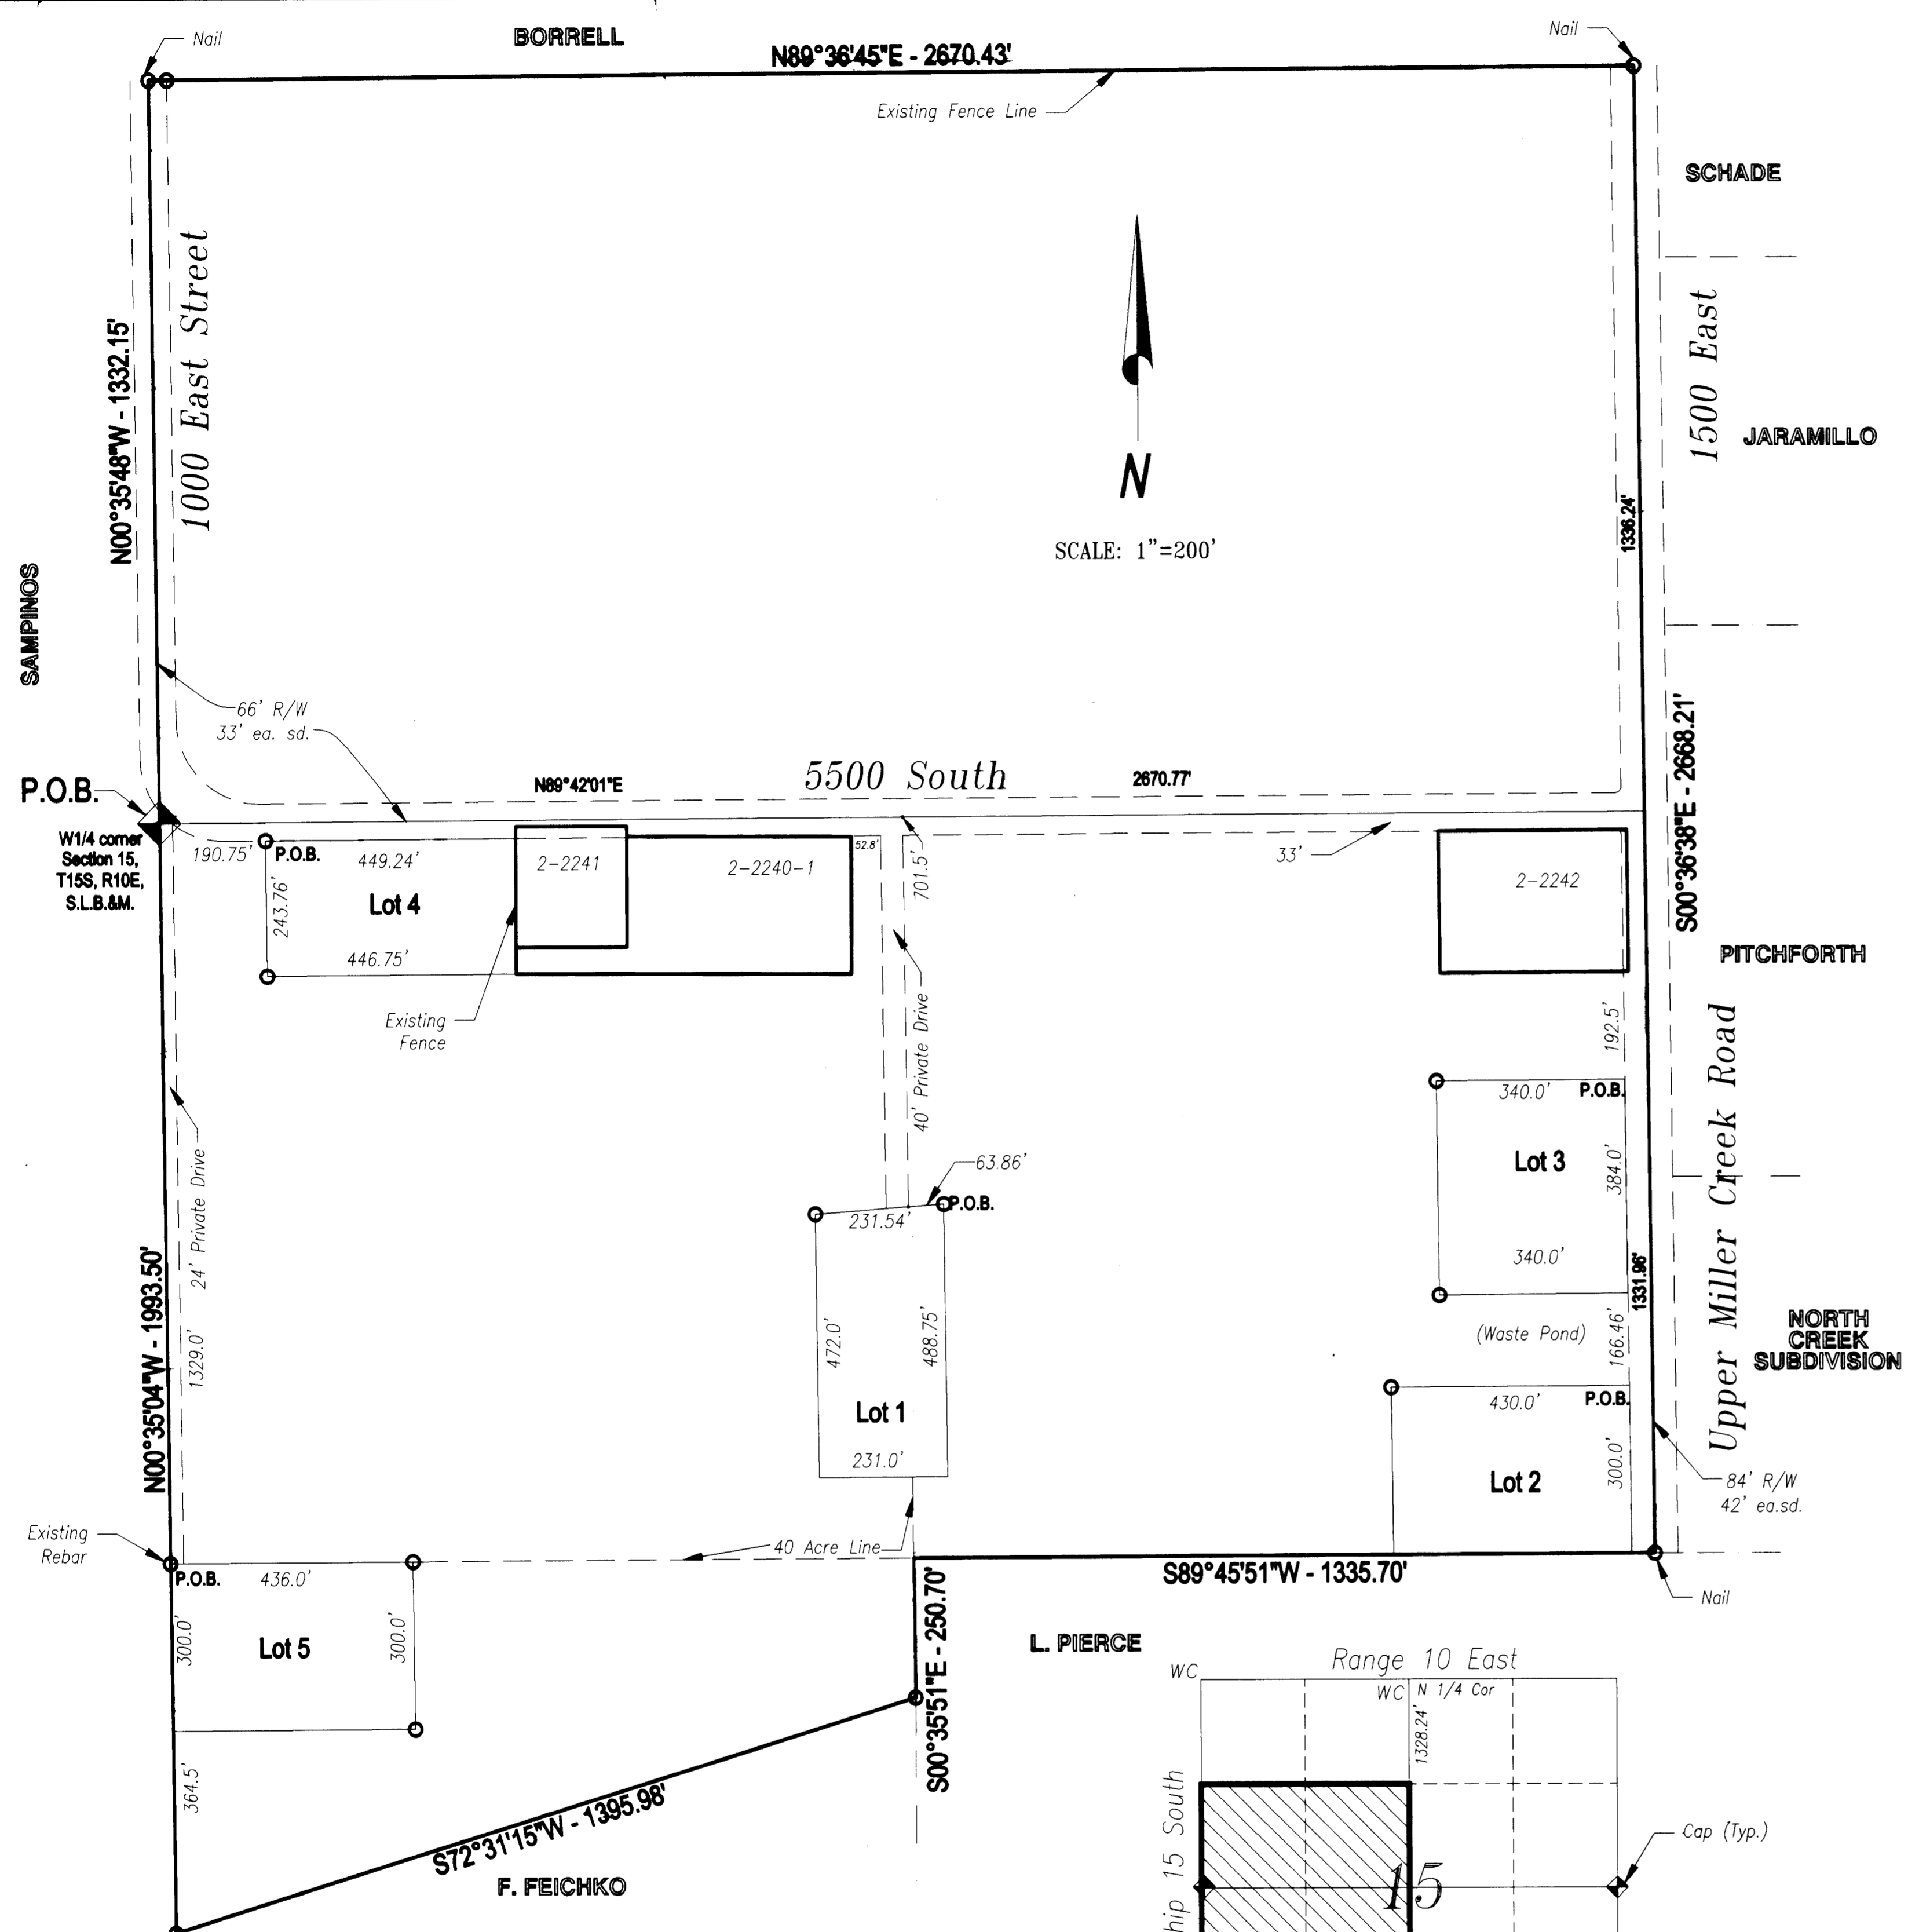 Nail
BORRELL
N89°36'45"E - 2670.43'
Nail
Existing Fence Line
SCHADE
1000 East Street
N00°35'48"W - 1332.15'
1500 East
JARAMILLO
N
SCALE: 1"=200'
1336.24'
SAMPINOS
66' R/W
33' ea. sd.
S00°36'38"E - 2668.21'
P.O.B.
N89°42'01"E
5500 South
2670.77'
W1/4 corner
Section 15,
T15S, R10E,
S.L.B.&M.
190.75'
P.O.B.
449.24'
243.76'
Lot 4
446.75'
2-2241
2-2240-1
52.8'
701.5'
33'
2-2242
PITCHFORTH
Existing
Fence
40' Private Drive
192.5'
Upper Miller Creek Road
340.0'
P.O.B.
Lot 3
384.0'
340.0'
24' Private Drive
63.86'
P.O.B.
231.54'
N00°35'04"W - 1993.50'
1329.0'
472.0'
488.75'
Lot 1
231.0'
1331.96'
(Waste Pond)
166.46'
NORTH
CREEK
SUBDIVISION
430.0'
P.O.B.
Lot 2
300.0'
84' R/W
42' ea.sd.
Existing
Rebar
40 Acre Line
P.O.B.
436.0'
S89°45'51"W - 1335.70'
Nail
300.0'
Lot 5
300.0'
S00°35'51"E - 250.70'
L. PIERCE
364.5'
S72°31'15"W - 1395.98'
F. FEICHKO
Range 10 East
WC
WC
N 1/4 Cor
1328.24'
hip 15 South
15
Cap (Typ.)